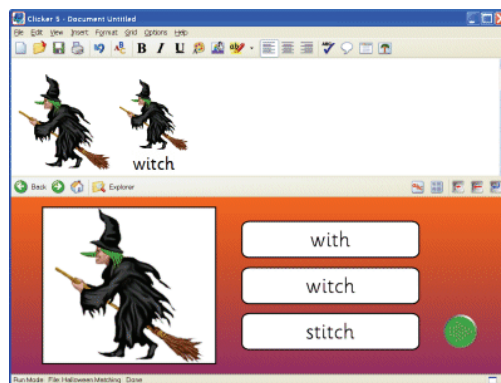 Clicker 5 - Document Untitled
File Edit View Insert Format Grid Options Help
B I U
witch
Back Explorer
with
witch
stitch
Run Mode File: Halloween Matching Done